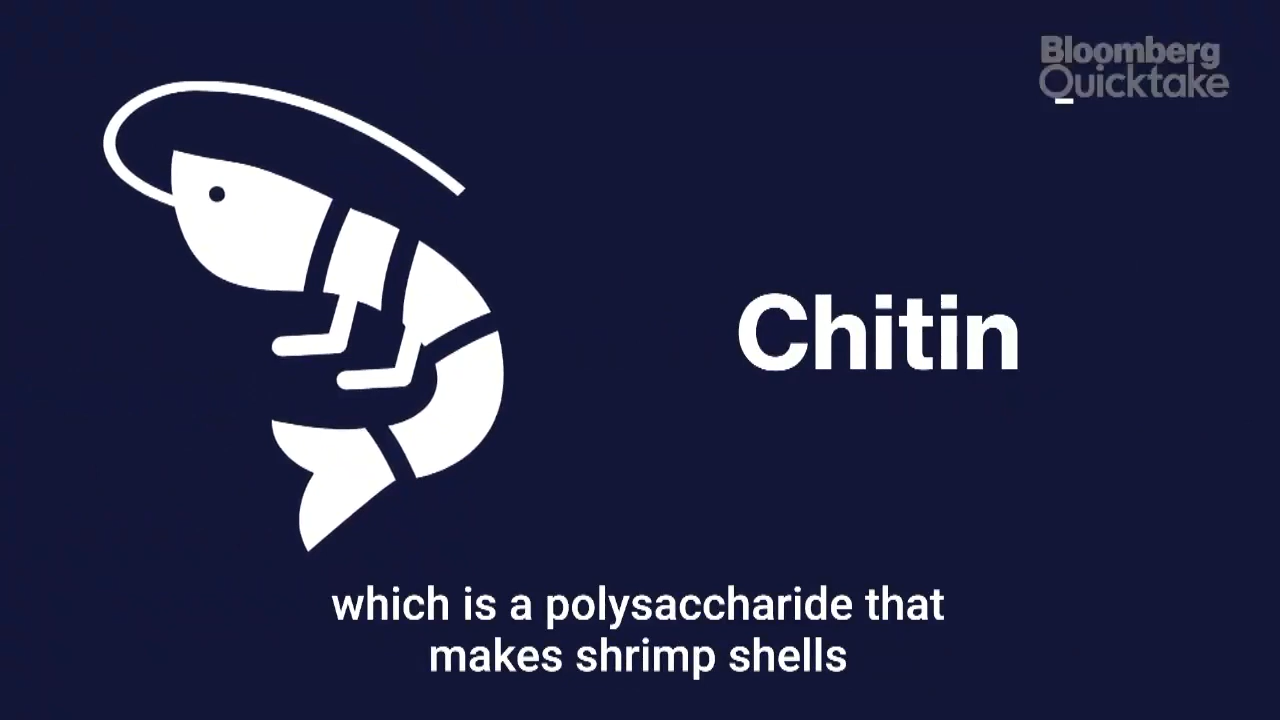 Bloomberg
Quicktake
Chitin
which is a polysaccharide that
makes shrimp shells